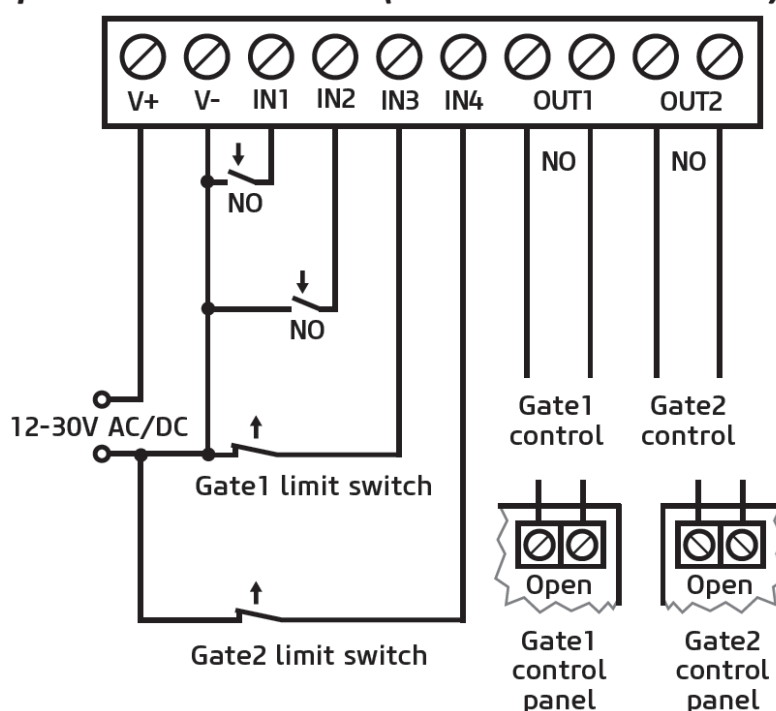 V+ V- IN1 IN2 IN3 IN4 OUT1 OUT2
NO NO
NO
NO
12-30V AC/DC
Gate1 limit switch
Gate2 limit switch
Gate1
control
Gate2
control
Open
Open
Gate1
control
panel
Gate2
control
panel